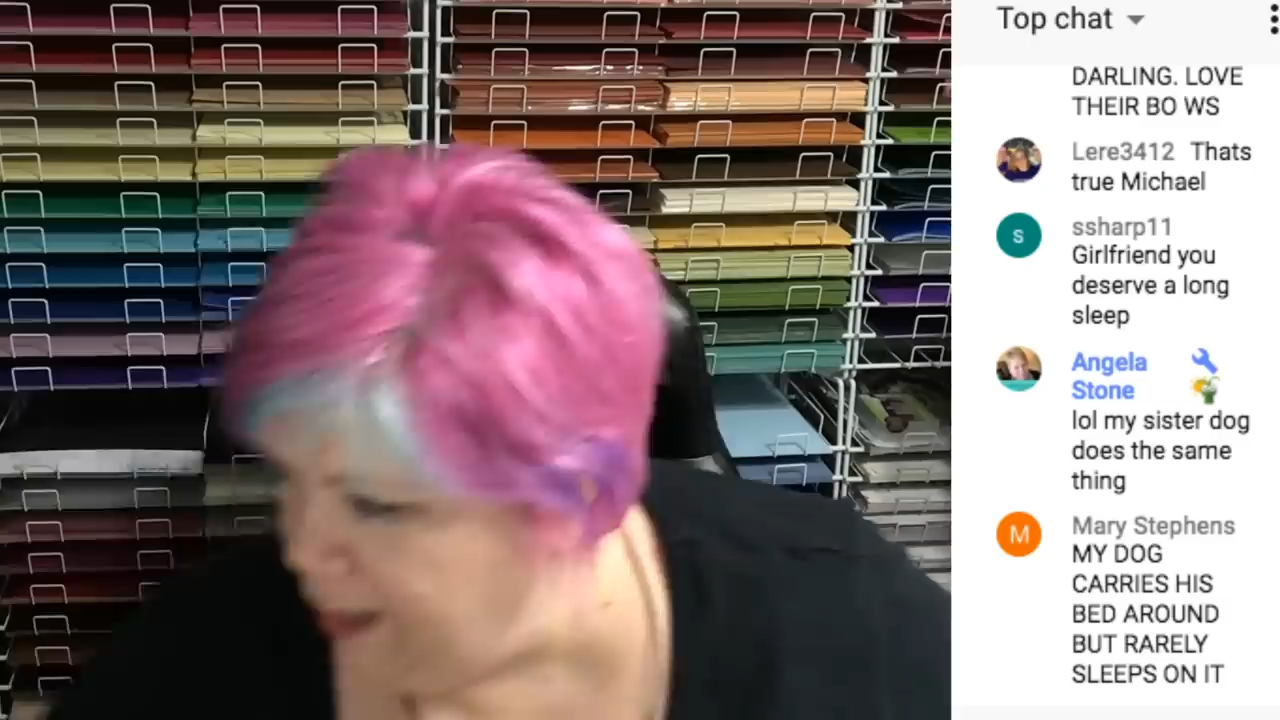 Top chat
DARLING. LOVE
THEIR BO WS
Lere3412 Thats
true Michael
S
ssharp11
Girlfriend you
deserve a long
sleep
Angela
Stone
lol my sister dog
does the same
thing
M
Mary Stephens
MY DOG
CARRIES HIS
BED AROUND
BUT RARELY
SLEEPS ON IT